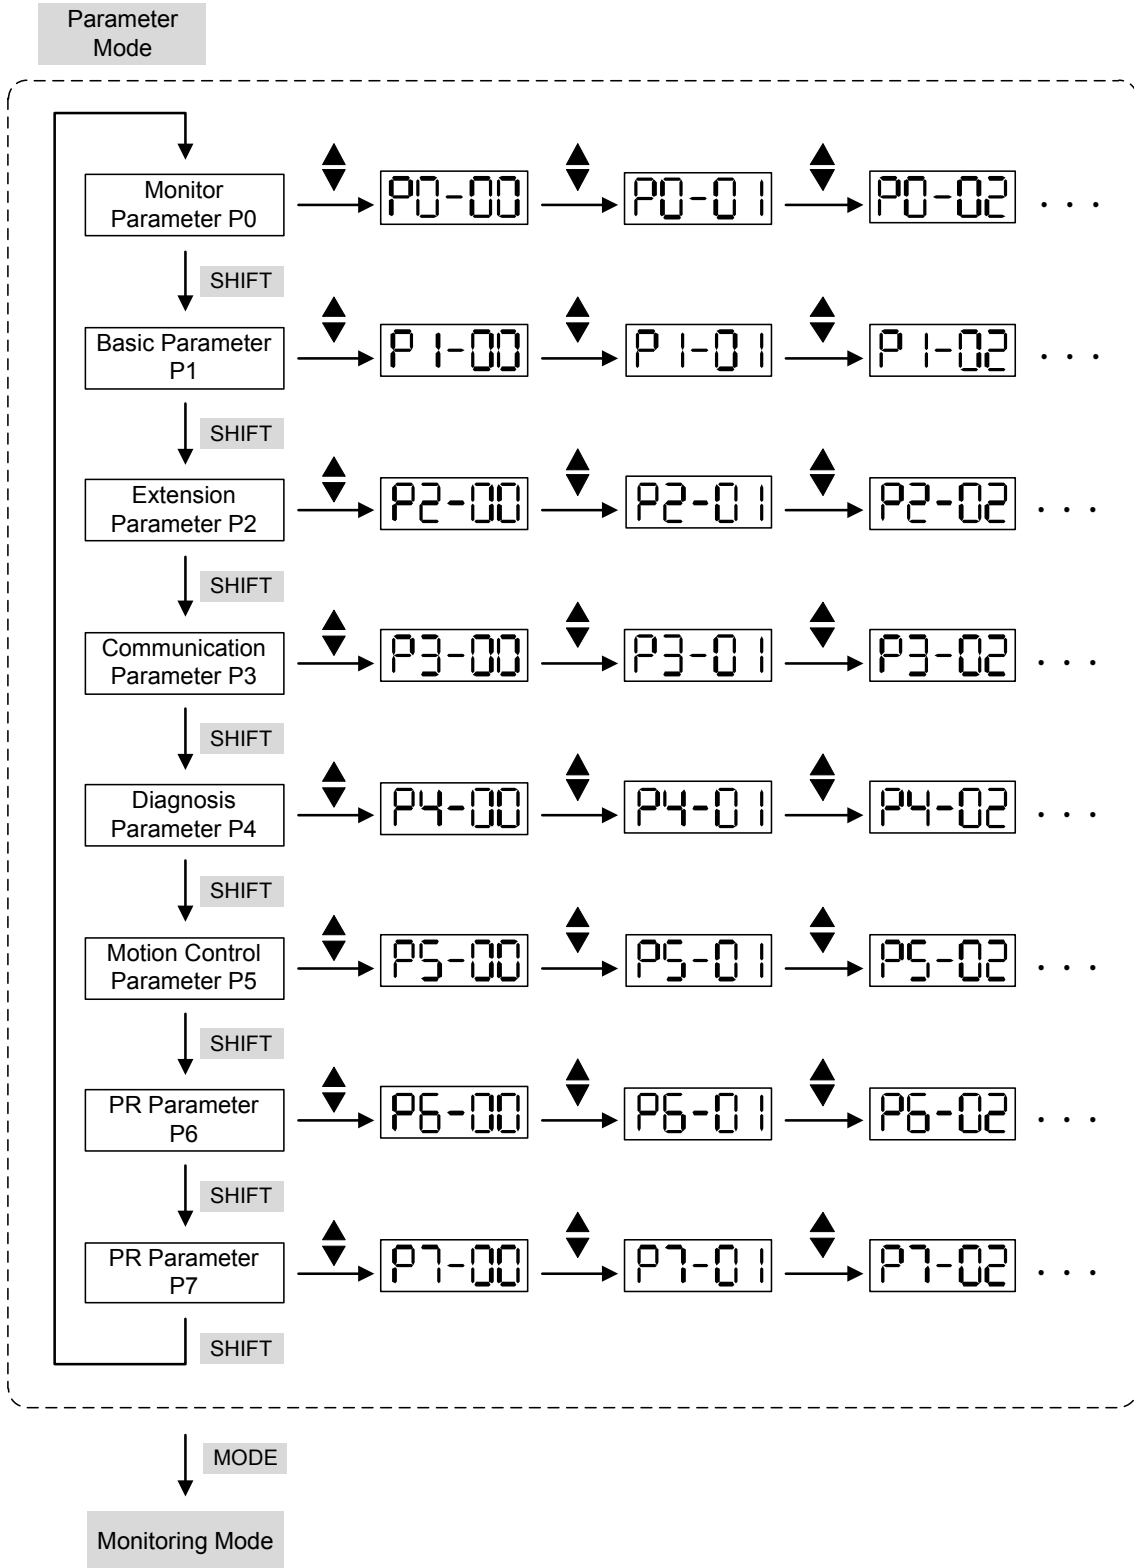 Parameter
Mode
Monitor
Parameter P0
P0-00 P0-01 P0-02 . . .
SHIFT
Basic Parameter
P1
P1-00 P1-01 P1-02 . . .
SHIFT
Extension
Parameter P2
P2-00 P2-01 P2-02 . . .
SHIFT
Communication
Parameter P3
P3-00 P3-01 P3-02 . . .
SHIFT
Diagnosis
Parameter P4
P4-00 P4-01 P4-02 . . .
SHIFT
Motion Control
Parameter P5
P5-00 P5-01 P5-02 . . .
SHIFT
PR Parameter
P6
P6-00 P6-01 P6-02 . . .
SHIFT
PR Parameter
P7
P7-00 P7-01 P7-02 . . .
SHIFT
MODE
Monitoring Mode